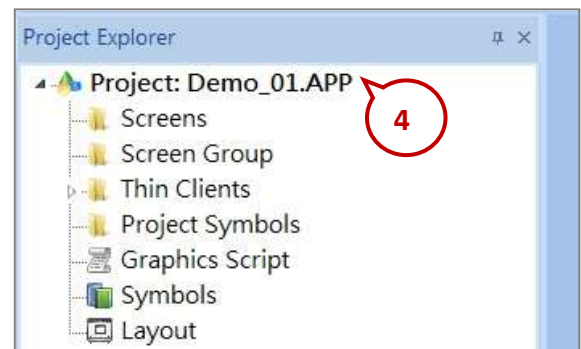 Project Explorer
Project: Demo_01.APP
4
Screens
Screen Group
Thin Clients
Project Symbols
Graphics Script
Symbols
Layout